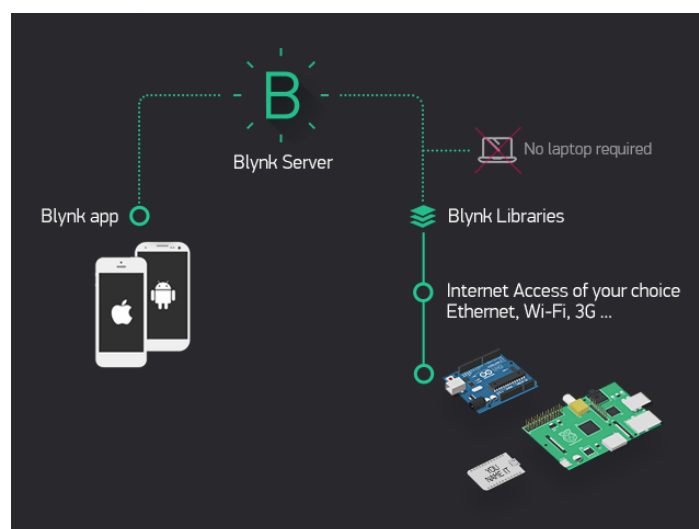 B
Blynk Server
No laptop required
Blynk app
Blynk Libraries
Internet Access of your choice
Ethernet, Wi-Fi, 3G ...
YOU
NAME IT